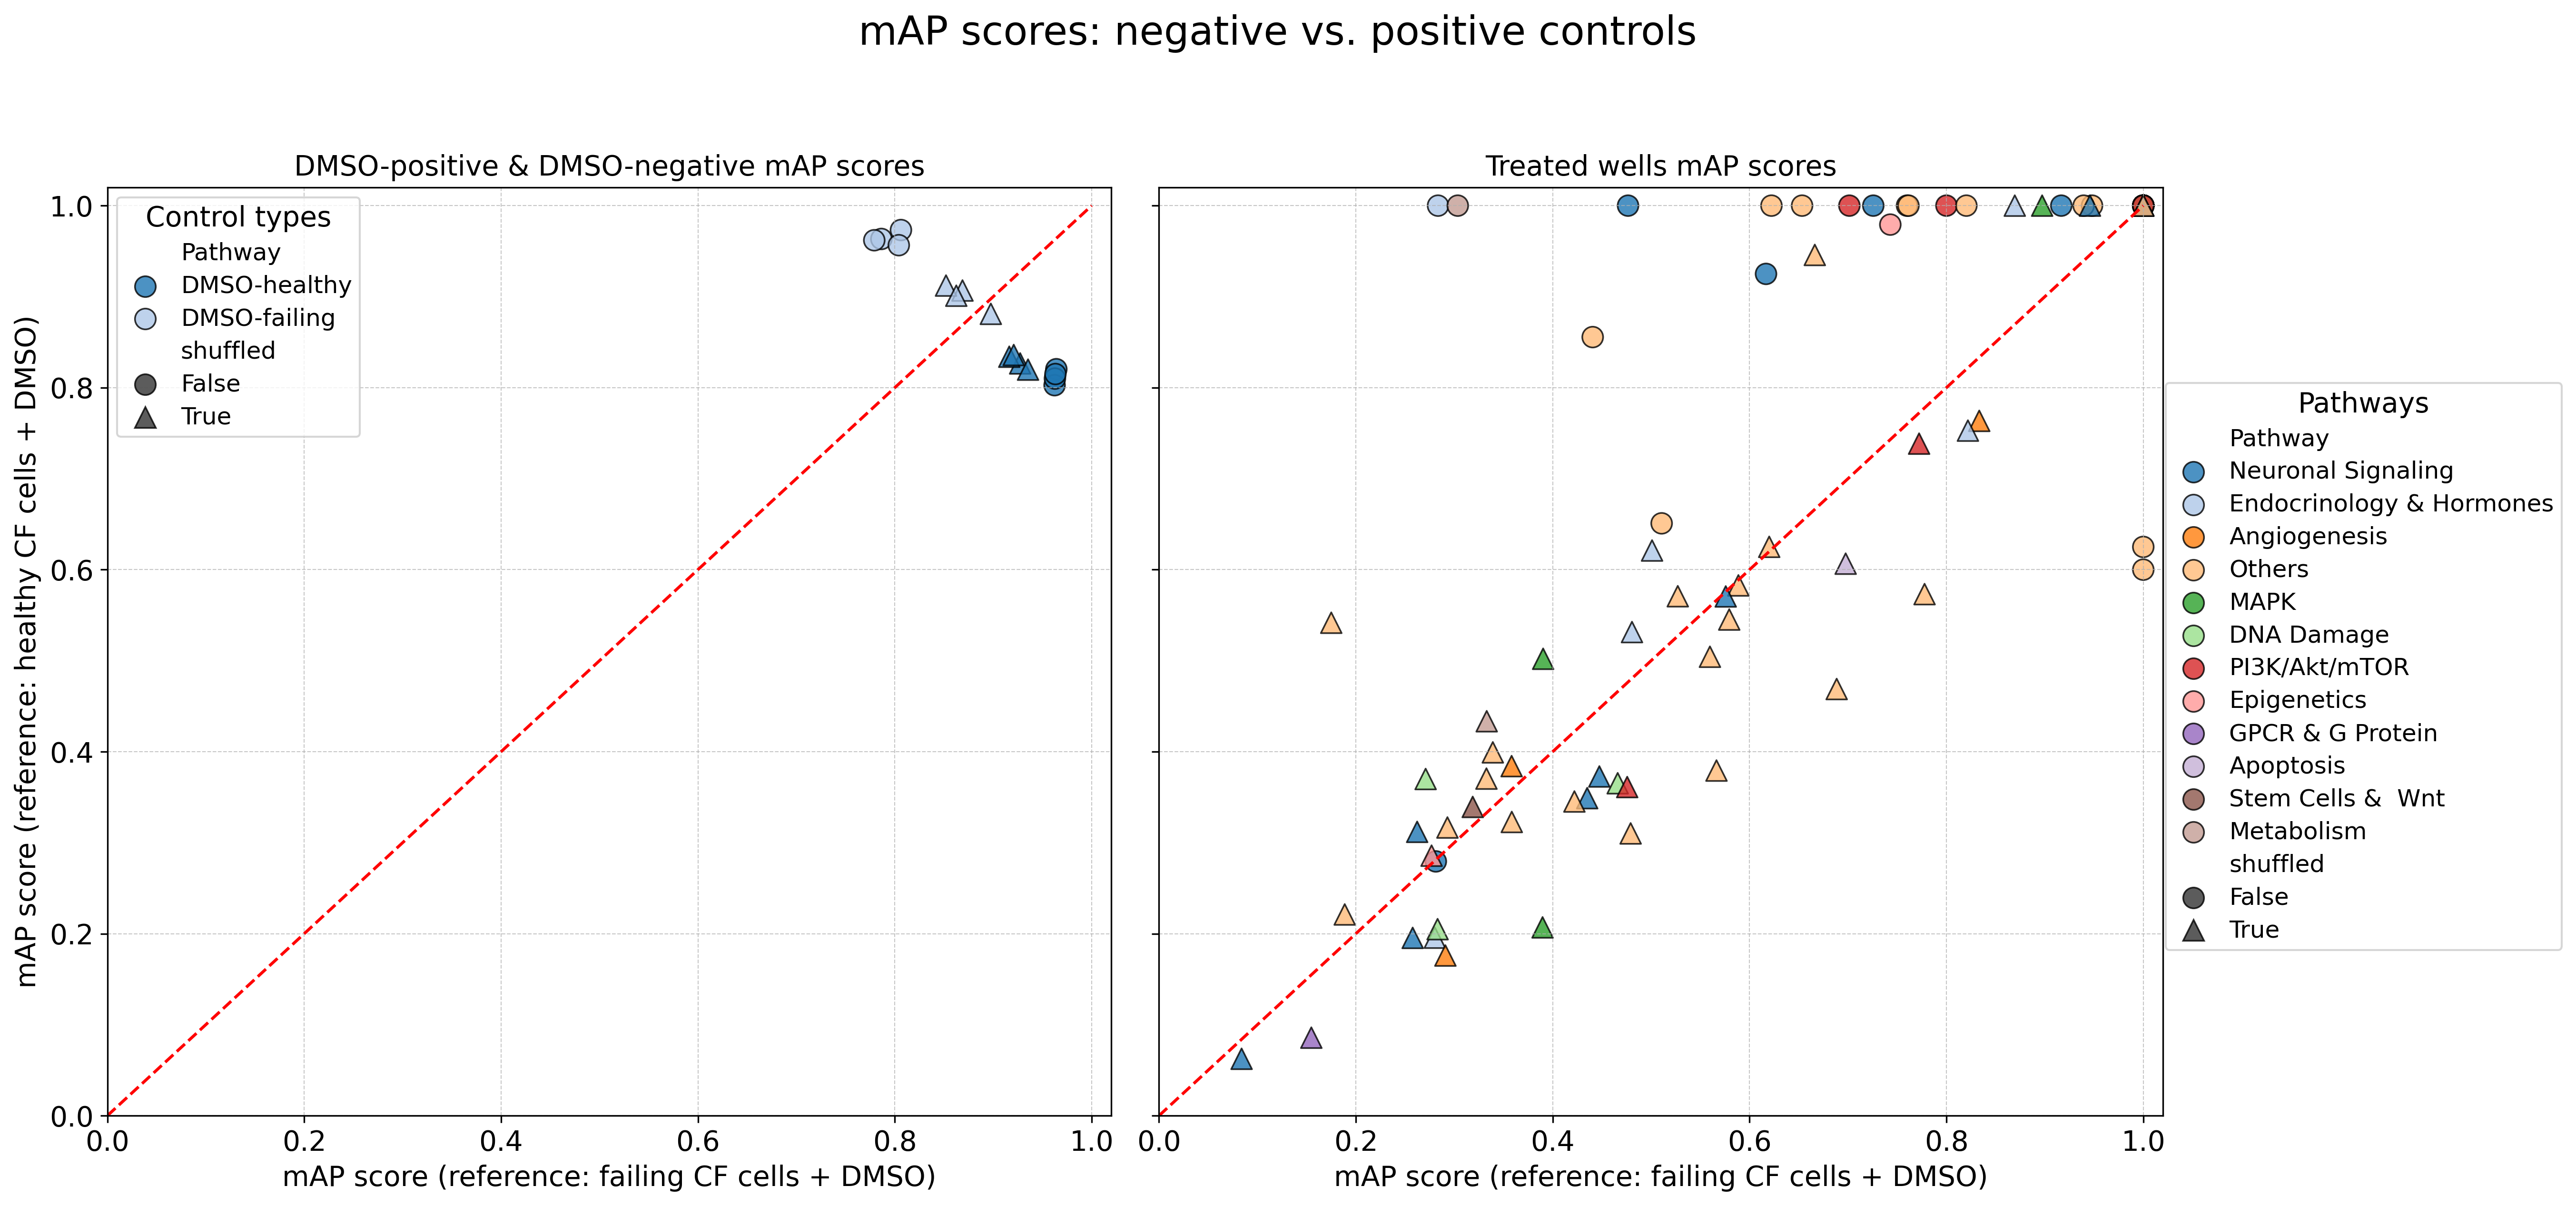 mAP scores: negative vs. positive controls
DMSO-positive & DMSO-negative mAP scores
mAP score (reference: healthy CF cells + DMSO)
1.0
0.8
0.6
0.4
0.2
0.0
Control types
Pathway
DMSO-healthy
DMSO-failing
shuffled
False
True
0.0 0.2 0.4 0.6 0.8 1.0
mAP score (reference: failing CF cells + DMSO)
Treated wells mAP scores
0.0 0.2 0.4 0.6 0.8 1.0
mAP score (reference: failing CF cells + DMSO)
Pathways
Pathway
Neuronal Signaling
Endocrinology & Hormones
Angiogenesis
Others
MAPK
DNA Damage
PI3K/Akt/mTOR
Epigenetics
GPCR & G Protein
Apoptosis
Stem Cells &  Wnt
Metabolism
shuffled
False
True